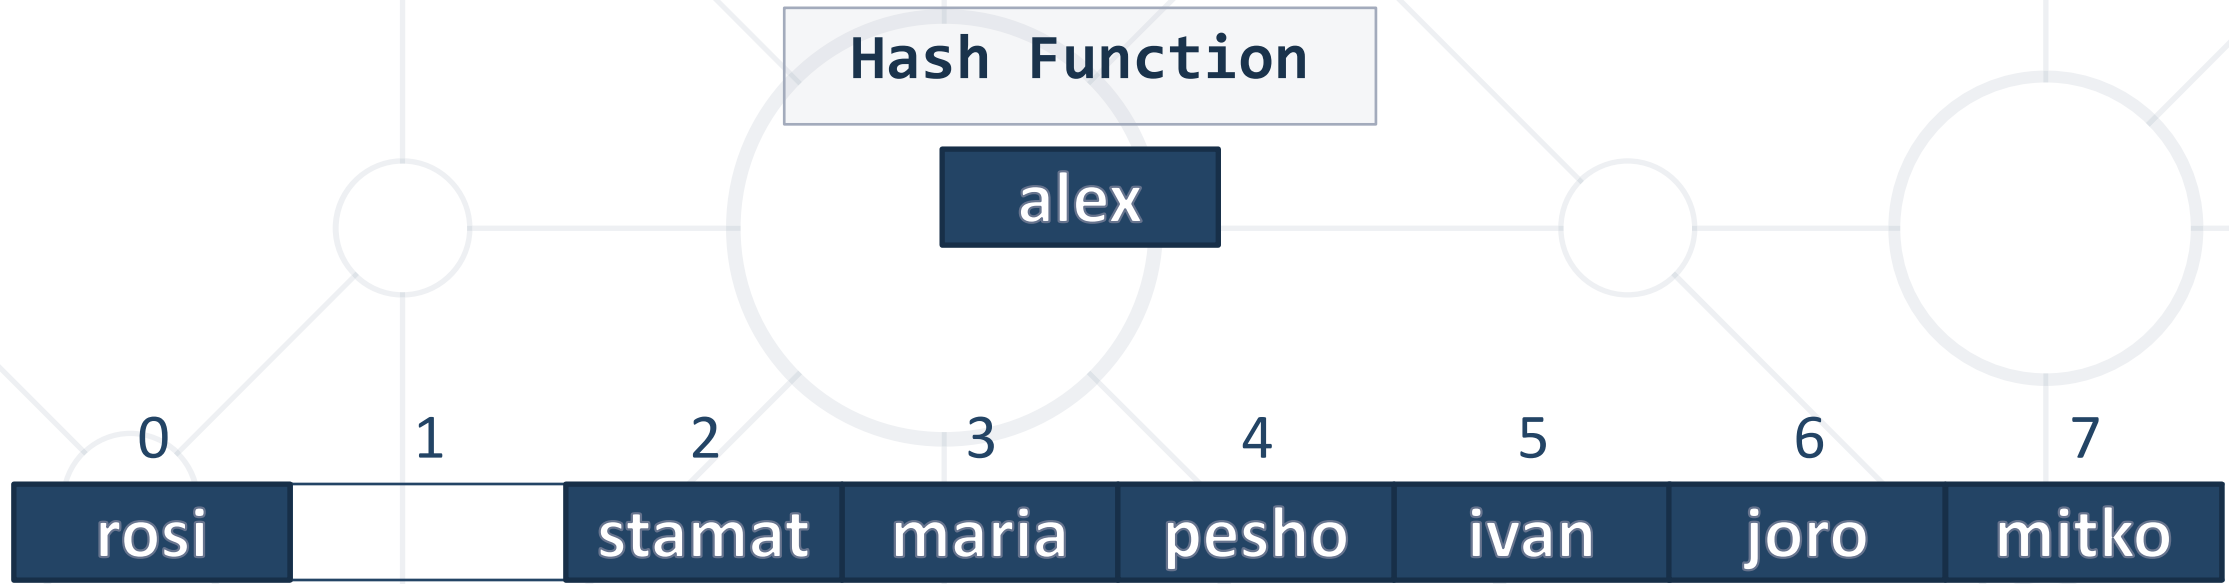 Hash Function
alex
0 1 2 3 4 5 6 7
rosi stamat maria pesho ivan joro mitko